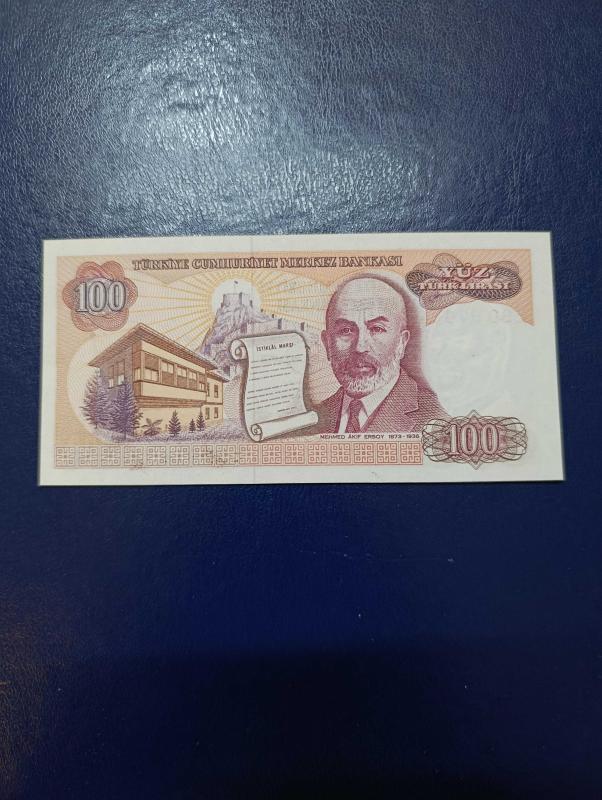 TÜRKİYE CUMHURİYET MERKEZ BANKASI
100
YÜZ
TÜRK LİRASI
İSTİKLÂL MARŞI
MEHMED ÂKİF ERSOY 1873-1936
100